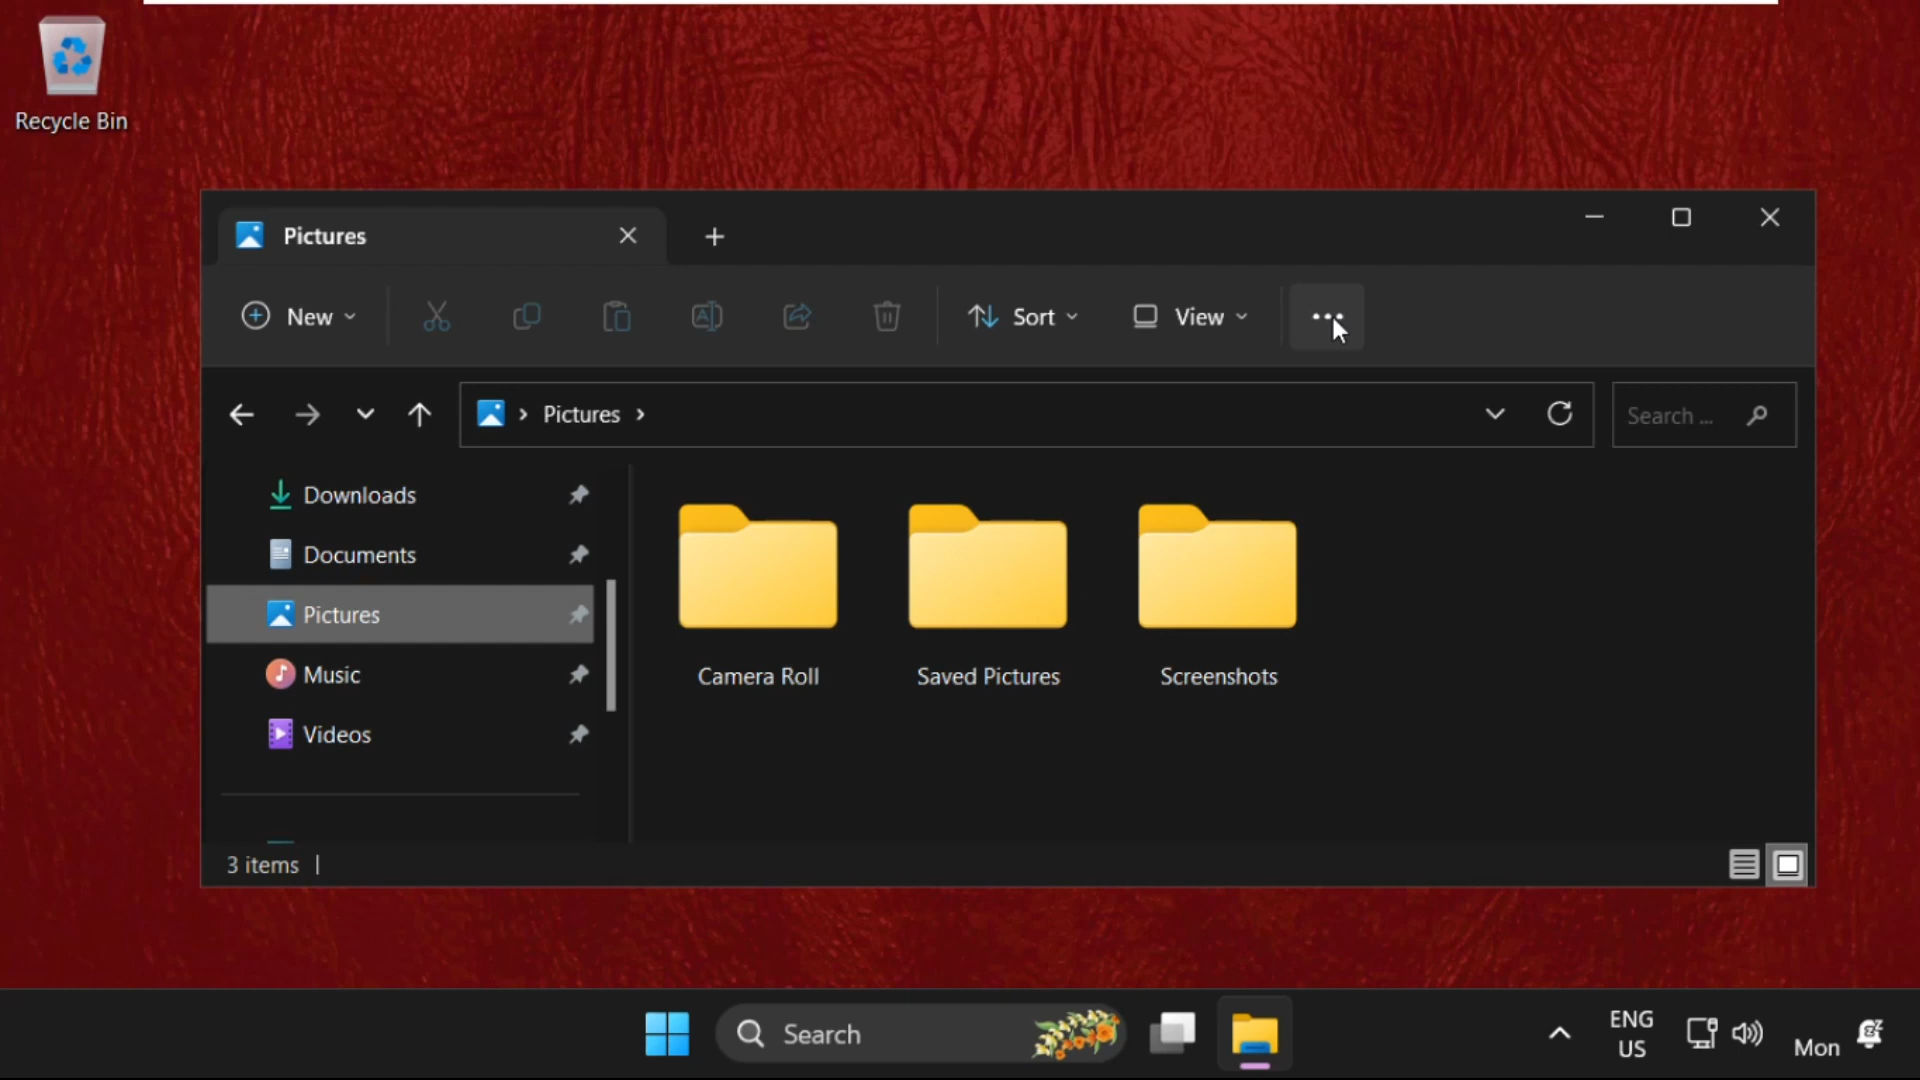 Recycle Bin
Pictures
New
Sort
View
Pictures
Search ...
Downloads
Documents
Pictures
Music
Videos
Camera Roll
Saved Pictures
Screenshots
3 items
Search
ENG
US
Mon